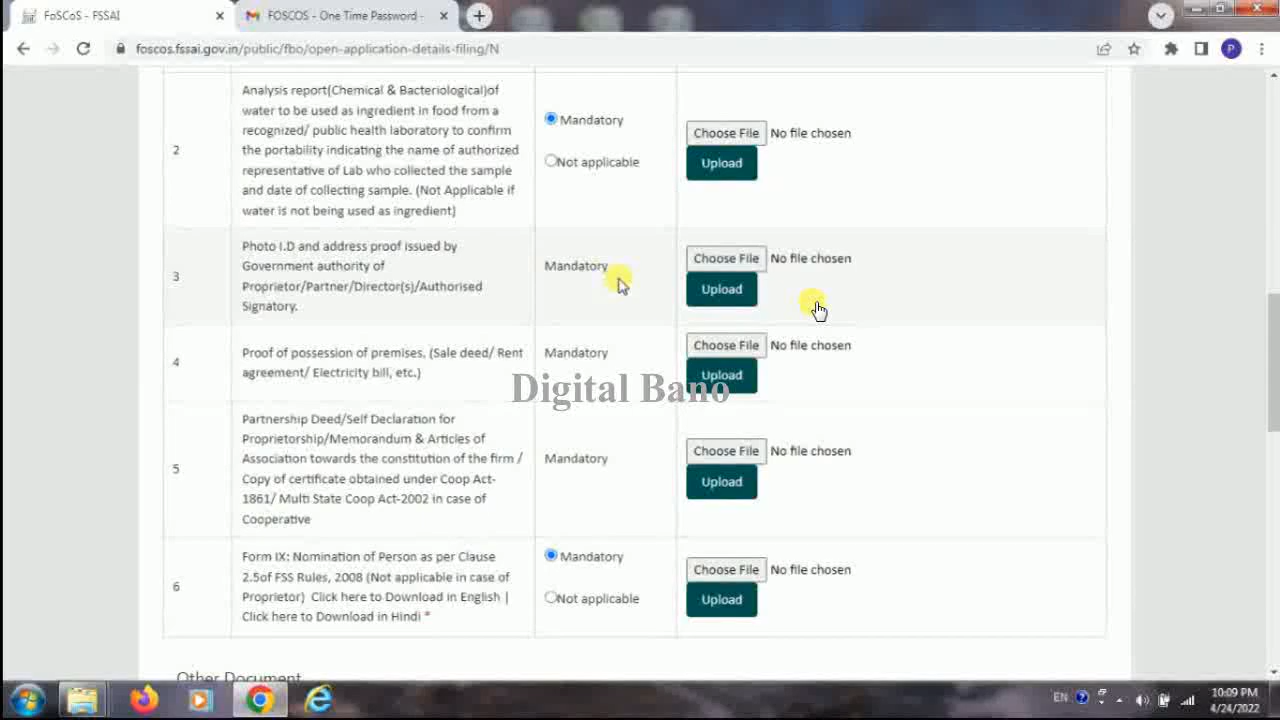 FoSCoS - FSSAI
FOSCOS - One Time Password -
foscos.fssai.gov.in/public/fbo/open-application-details-filing/N
P
2
Analysis report(Chemical & Bacteriological)of
water to be used as ingredient in food from a
recognized/ public health laboratory to confirm
the portability indicating the name of authorized
representative of Lab who collected the sample
and date of collecting sample. (Not Applicable if
water is not being used as ingredient)
Mandatory
Not applicable
Choose File No file chosen
Upload
3
Photo I.D and address proof issued by
Government authority of
Proprietor/Partner/Director(s)/Authorised
Signatory.
Mandatory
Choose File No file chosen
Upload
4
Proof of possession of premises. (Sale deed/ Rent
agreement/ Electricity bill, etc.)
Mandatory
Choose File No file chosen
Upload
Digital Bano
5
Partnership Deed/Self Declaration for
Proprietorship/Memorandum & Articles of
Association towards the constitution of the firm /
Copy of certificate obtained under Coop Act-
1861/ Multi State Coop Act-2002 in case of
Cooperative
Mandatory
Choose File No file chosen
Upload
6
Form IX: Nomination of Person as per Clause
2.5of FSS Rules, 2008 (Not applicable in case of
Proprietor) Click here to Download in English |
Click here to Download in Hindi *
Mandatory
Not applicable
Choose File No file chosen
Upload
Other Document
EN
10:09 PM
4/24/2022